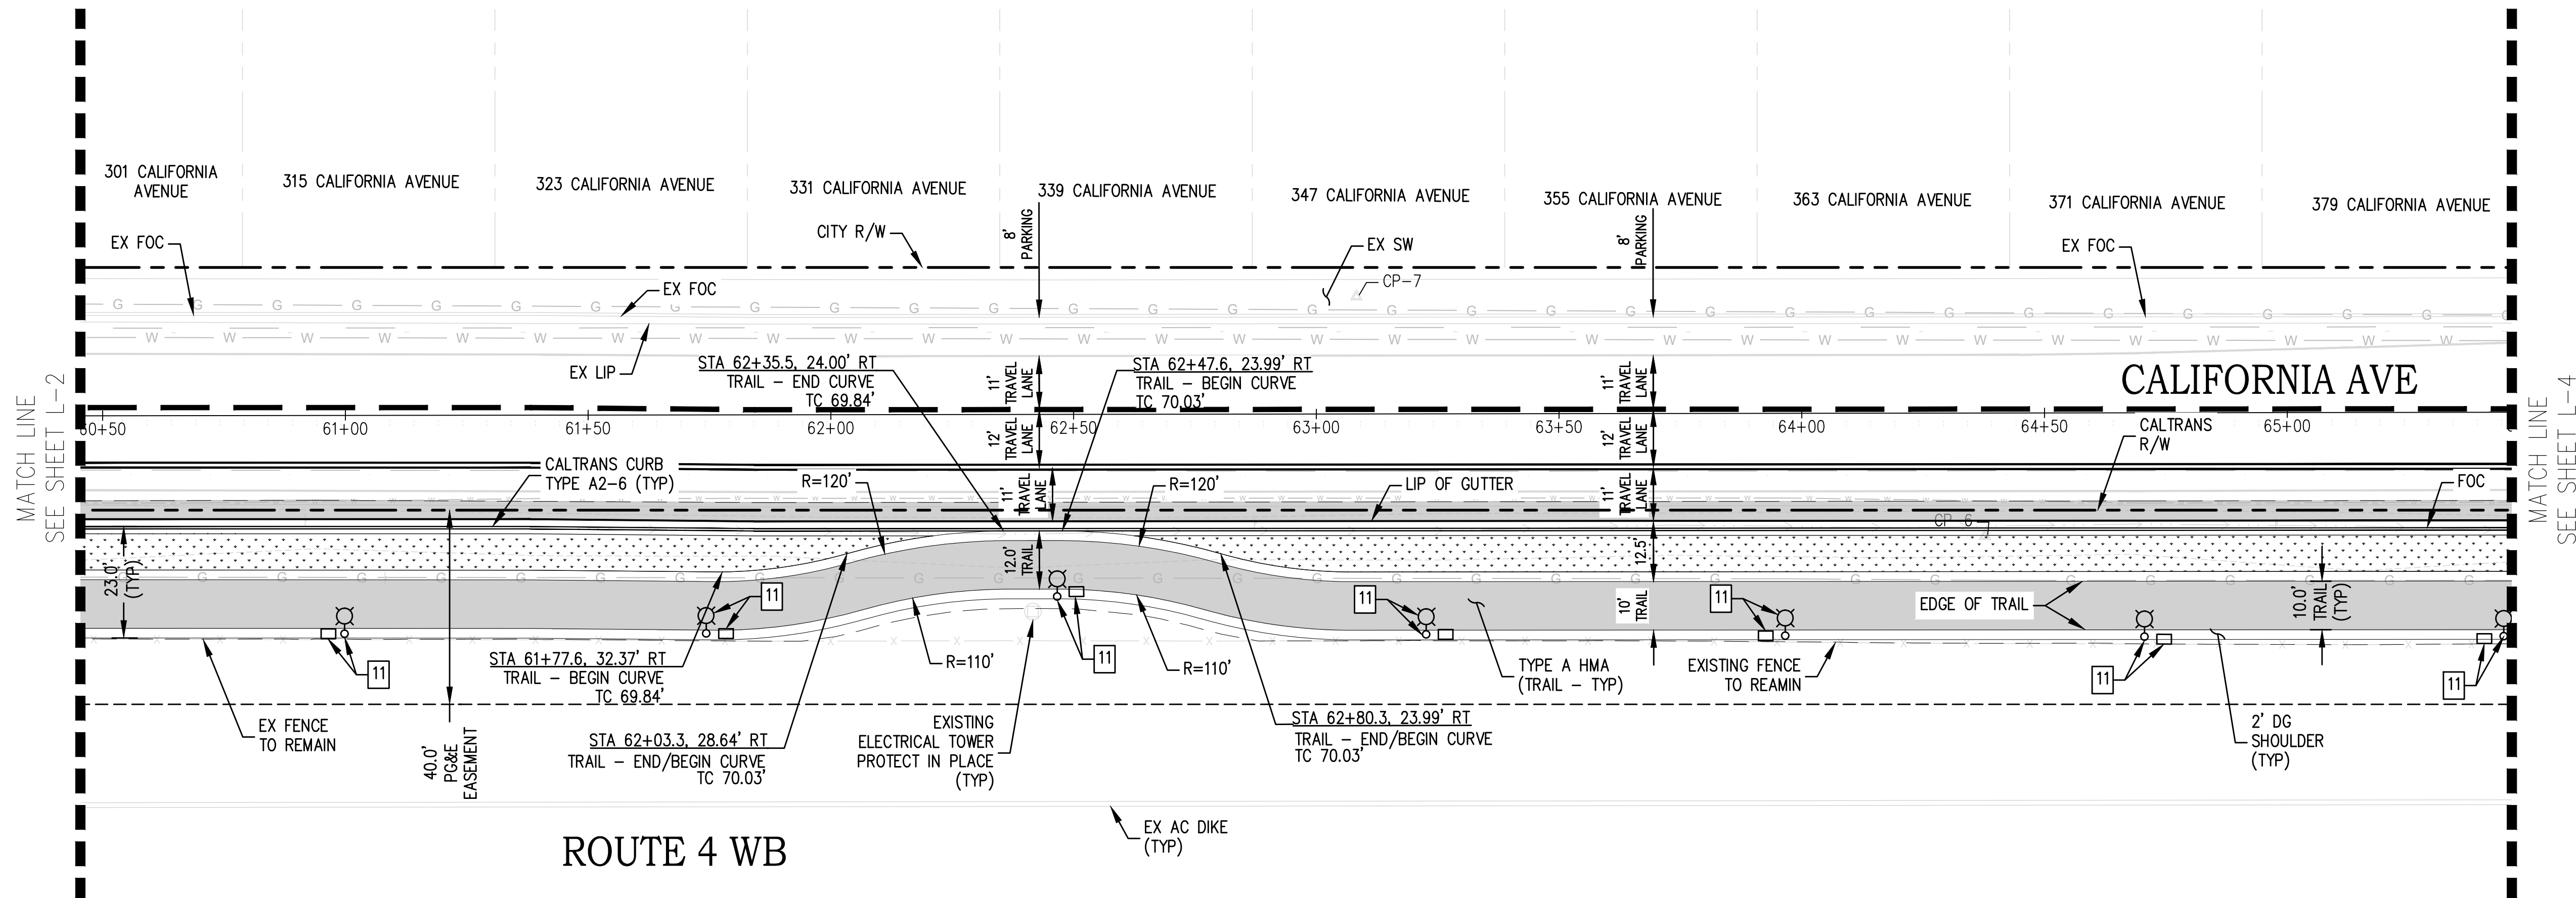 301 CALIFORNIA
AVENUE
315 CALIFORNIA AVENUE
323 CALIFORNIA AVENUE
331 CALIFORNIA AVENUE
339 CALIFORNIA AVENUE
347 CALIFORNIA AVENUE
355 CALIFORNIA AVENUE
363 CALIFORNIA AVENUE
371 CALIFORNIA AVENUE
379 CALIFORNIA AVENUE
EX FOC
CITY R/W
8'
PARKING
EX SW
8'
PARKING
EX FOC
EX FOC
CP-7
G G G G G G G G G G G G G G G G G G G G G G G G G G G G G G
W W W W W W W W W W W W W W W W W W W W W W W W W W W W W W
EX LIP
STA 62+35.5, 24.00' RT
TRAIL - END CURVE
TC 69.84'
11'
TRAVEL
LANE
STA 62+47.6, 23.99' RT
TRAIL - BEGIN CURVE
TC 70.03'
11'
TRAVEL
LANE
CALIFORNIA AVE
MATCH LINE
SEE SHEET L-2
MATCH LINE
SEE SHEET L-4
60+50
61+00
61+50
62+00
62+50
63+00
63+50
64+00
64+50
65+00
12'
TRAVEL
LANE
12'
TRAVEL
LANE
CALTRANS
R/W
CALTRANS CURB
TYPE A2-6 (TYP)
R=120'
11'
TRAVEL
LANE
R=120'
LIP OF GUTTER
11'
TRAVEL
LANE
FOC
CP-6
23.0'
(TYP)
12.0'
TRAIL
12.5'
11
11
11
11
10'
TRAIL
EDGE OF TRAIL
10.0'
TRAIL
(TYP)
11
11
11
11
STA 61+77.6, 32.37' RT
TRAIL - BEGIN CURVE
TC 69.84'
R=110'
R=110'
TYPE A HMA
(TRAIL - TYP)
EXISTING FENCE
TO REAMIN
EX FENCE
TO REMAIN
40.0'
PG&E
EASEMENT
STA 62+03.3, 28.64' RT
TRAIL - END/BEGIN CURVE
TC 70.03'
EXISTING
ELECTRICAL TOWER
PROTECT IN PLACE
(TYP)
STA 62+80.3, 23.99' RT
TRAIL - END/BEGIN CURVE
TC 70.03'
2' DG
SHOULDER
(TYP)
EX AC DIKE
(TYP)
ROUTE 4 WB